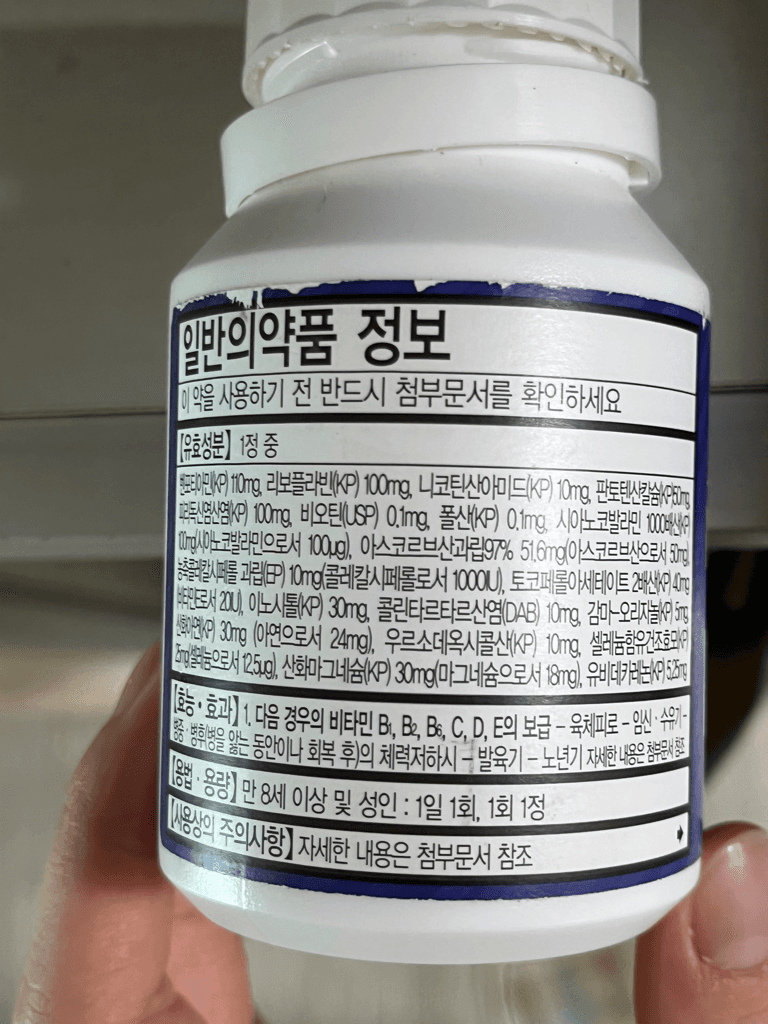 일반의약품 정보
이 약을 사용하기 전 반드시 첨부문서를 확인하세요
【유효성분】 1정 중
벤포티아민(KP) 110mg, 리보플라빈(KP) 100mg, 니코틴산아미드(KP) 10mg, 판토텐산칼슘(KP)50mg,
피리독신염산염(KP) 100mg, 비오틴(USP) 0.1mg, 폴산(KP) 0.1mg, 시아노코발라민 1000배산(KP)
100mg(시아노코발라민으로서 100μg), 아스코르브산과립97% 51.6mg(아스코르브산으로서 50mg),
농축콜레칼시페롤 과립(EP) 10mg(콜레칼시페롤로서 1000IU), 토코페롤아세테이트 2배산(KP) 40mg
(비타민E로서 20IU), 이노시톨(KP) 30mg, 콜린타르타르산염(DAB) 10mg, 감마-오리자놀(KP) 5mg,
산화아연(KP) 30mg (아연으로서 24mg), 우르소데옥시콜산(KP) 10mg, 셀레늄함유건조효모(KP)
25mg(셀레늄으로서 12.5μg), 산화마그네슘(KP) 30mg(마그네슘으로서 18mg), 유비데카레논(KP) 5.25mg
【효능•효과】 1. 다음 경우의 비타민 B₁, B₂, B₆, C, D, E의 보급 – 육체피로 – 임신·수유기 –
병중·병후(병을 앓는 동안이나 회복 후)의 체력저하시 – 발육기 – 노년기 자세한 내용은 첨부문서 참조
【용법·용량】 만 8세 이상 및 성인 : 1일 1회, 1회 1정
【사용상의 주의사항】 자세한 내용은 첨부문서 참조